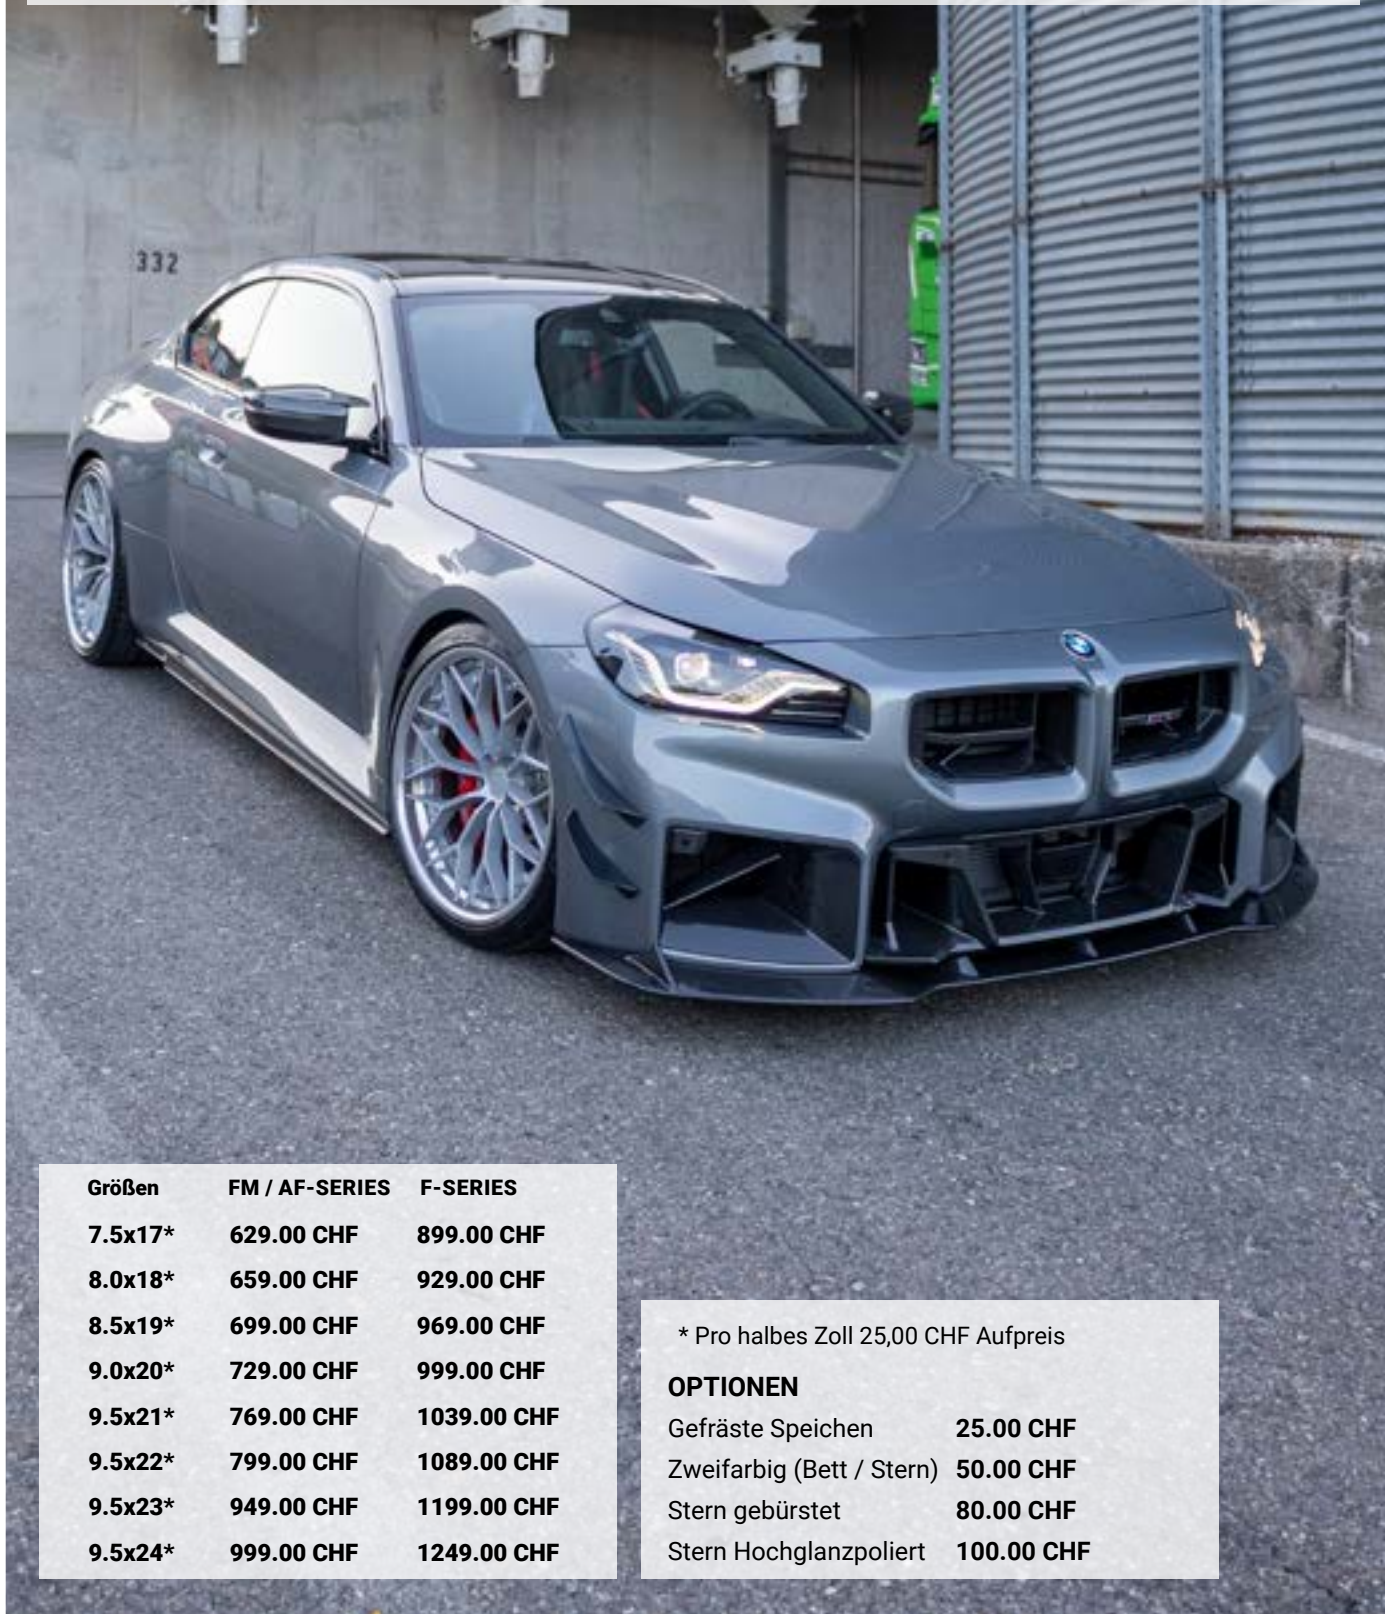 332
Größen FM / AF-SERIES F-SERIES
7.5x17* 629.00 CHF 899.00 CHF
8.0x18* 659.00 CHF 929.00 CHF
8.5x19* 699.00 CHF 969.00 CHF
9.0x20* 729.00 CHF 999.00 CHF
9.5x21* 769.00 CHF 1039.00 CHF
9.5x22* 799.00 CHF 1089.00 CHF
9.5x23* 949.00 CHF 1199.00 CHF
9.5x24* 999.00 CHF 1249.00 CHF
* Pro halbes Zoll 25,00 CHF Aufpreis
OPTIONEN
Gefräste Speichen 25.00 CHF
Zweifarbig (Bett / Stern) 50.00 CHF
Stern gebürstet 80.00 CHF
Stern Hochglanzpoliert 100.00 CHF